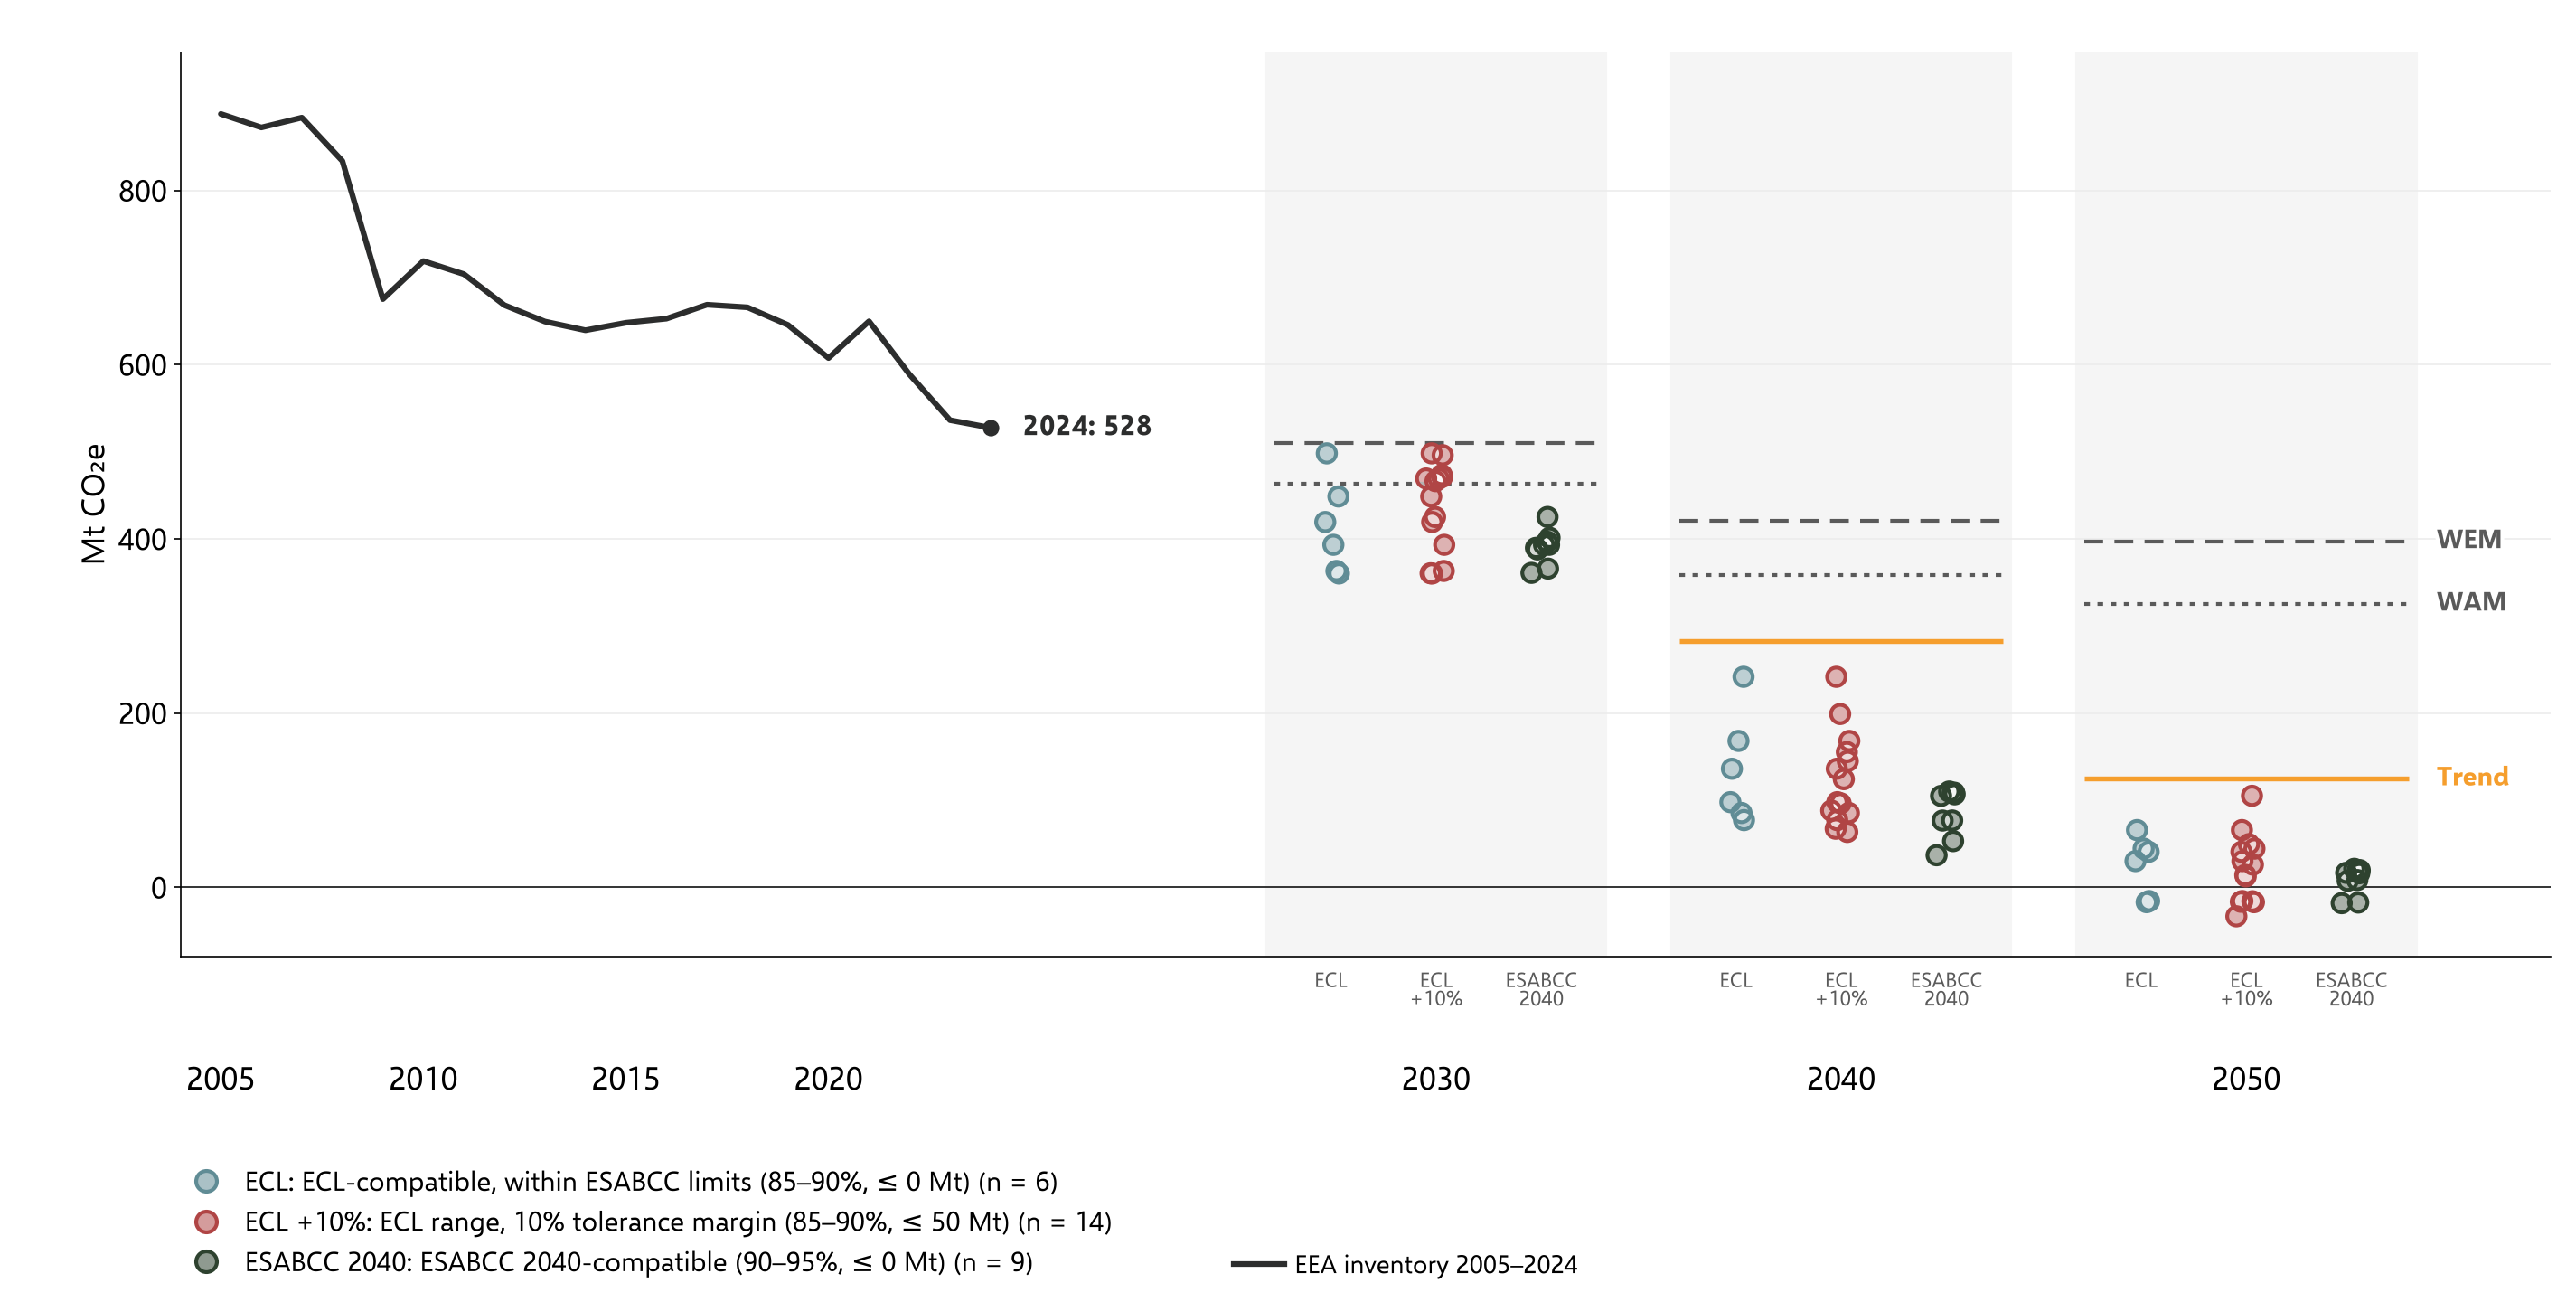 Mt CO₂e
800
600
400
200
0
2024: 528
WEM
WAM
Trend
ECL
ECL
+10%
ESABCC
2040
ECL
ECL
+10%
ESABCC
2040
ECL
ECL
+10%
ESABCC
2040
2005
2010
2015
2020
2030
2040
2050
ECL: ECL-compatible, within ESABCC limits (85–90%, ≤ 0 Mt) (n = 6)
ECL +10%: ECL range, 10% tolerance margin (85–90%, ≤ 50 Mt) (n = 14)
ESABCC 2040: ESABCC 2040-compatible (90–95%, ≤ 0 Mt) (n = 9)
EEA inventory 2005–2024